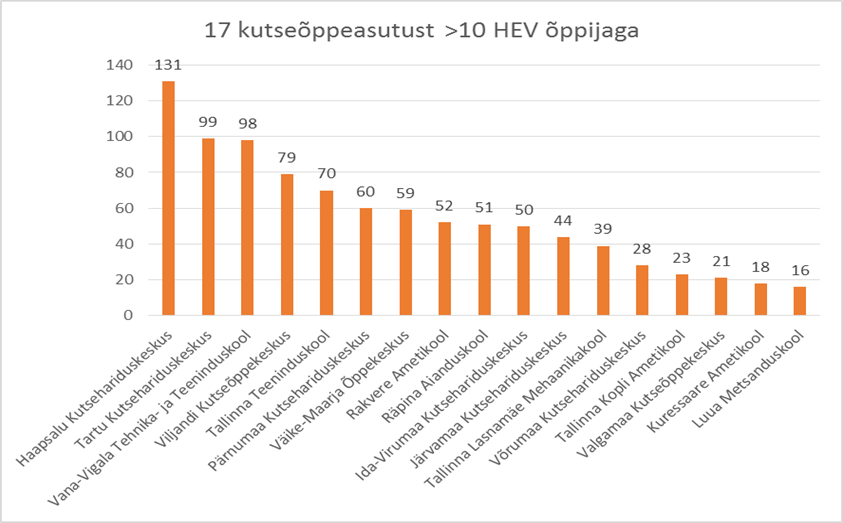 17 kutseõppeasutust >10 HEV õppijaga
140
120
100
80
60
40
20
0
131
99
98
79
70
60
59
52
51
50
44
39
28
23
21
18
16
Haapsalu Kutsehariduskeskus
Tartu Kutsehariduskeskus
Vana-Vigala Tehnika- ja Teeninduskool
Viljandi Kutseõppekeskus
Tallinna Teeninduskool
Pärnumaa Kutsehariduskeskus
Väike-Maarja Õppekeskus
Rakvere Ametikool
Räpina Aianduskool
Ida-Virumaa Kutsehariduskeskus
Järvamaa Kutsehariduskeskus
Tallinna Lasnamäe Mehaanikakool
Võrumaa Kutsehariduskeskus
Tallinna Kopli Ametikool
Valgamaa Kutseõppekeskus
Kuressaare Ametikool
Luua Metsanduskool